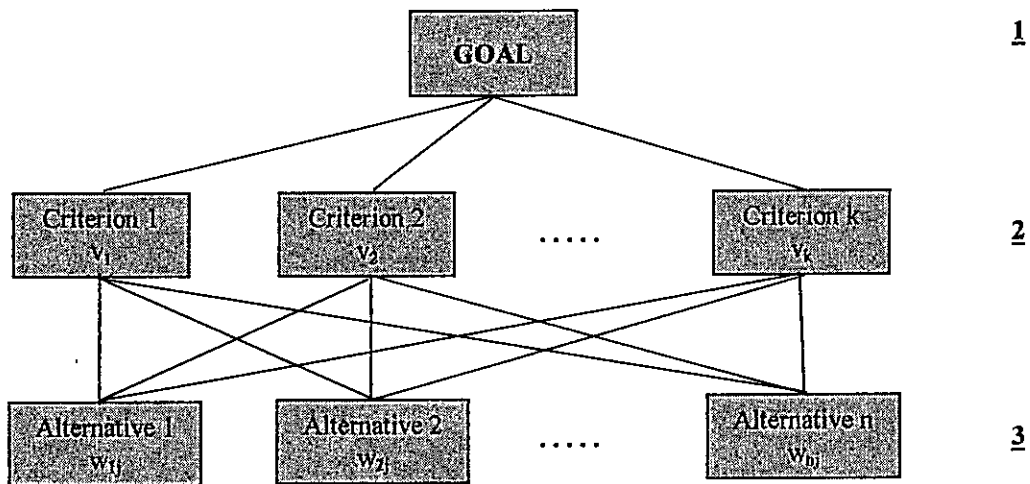 GOAL
1
Criterion 1
v₁
Criterion 2
v₂
.....
Criterion k
vₖ
2
Alternative 1
w₁ⱼ
Alternative 2
w₂ⱼ
.....
Alternative n
wₙⱼ
3